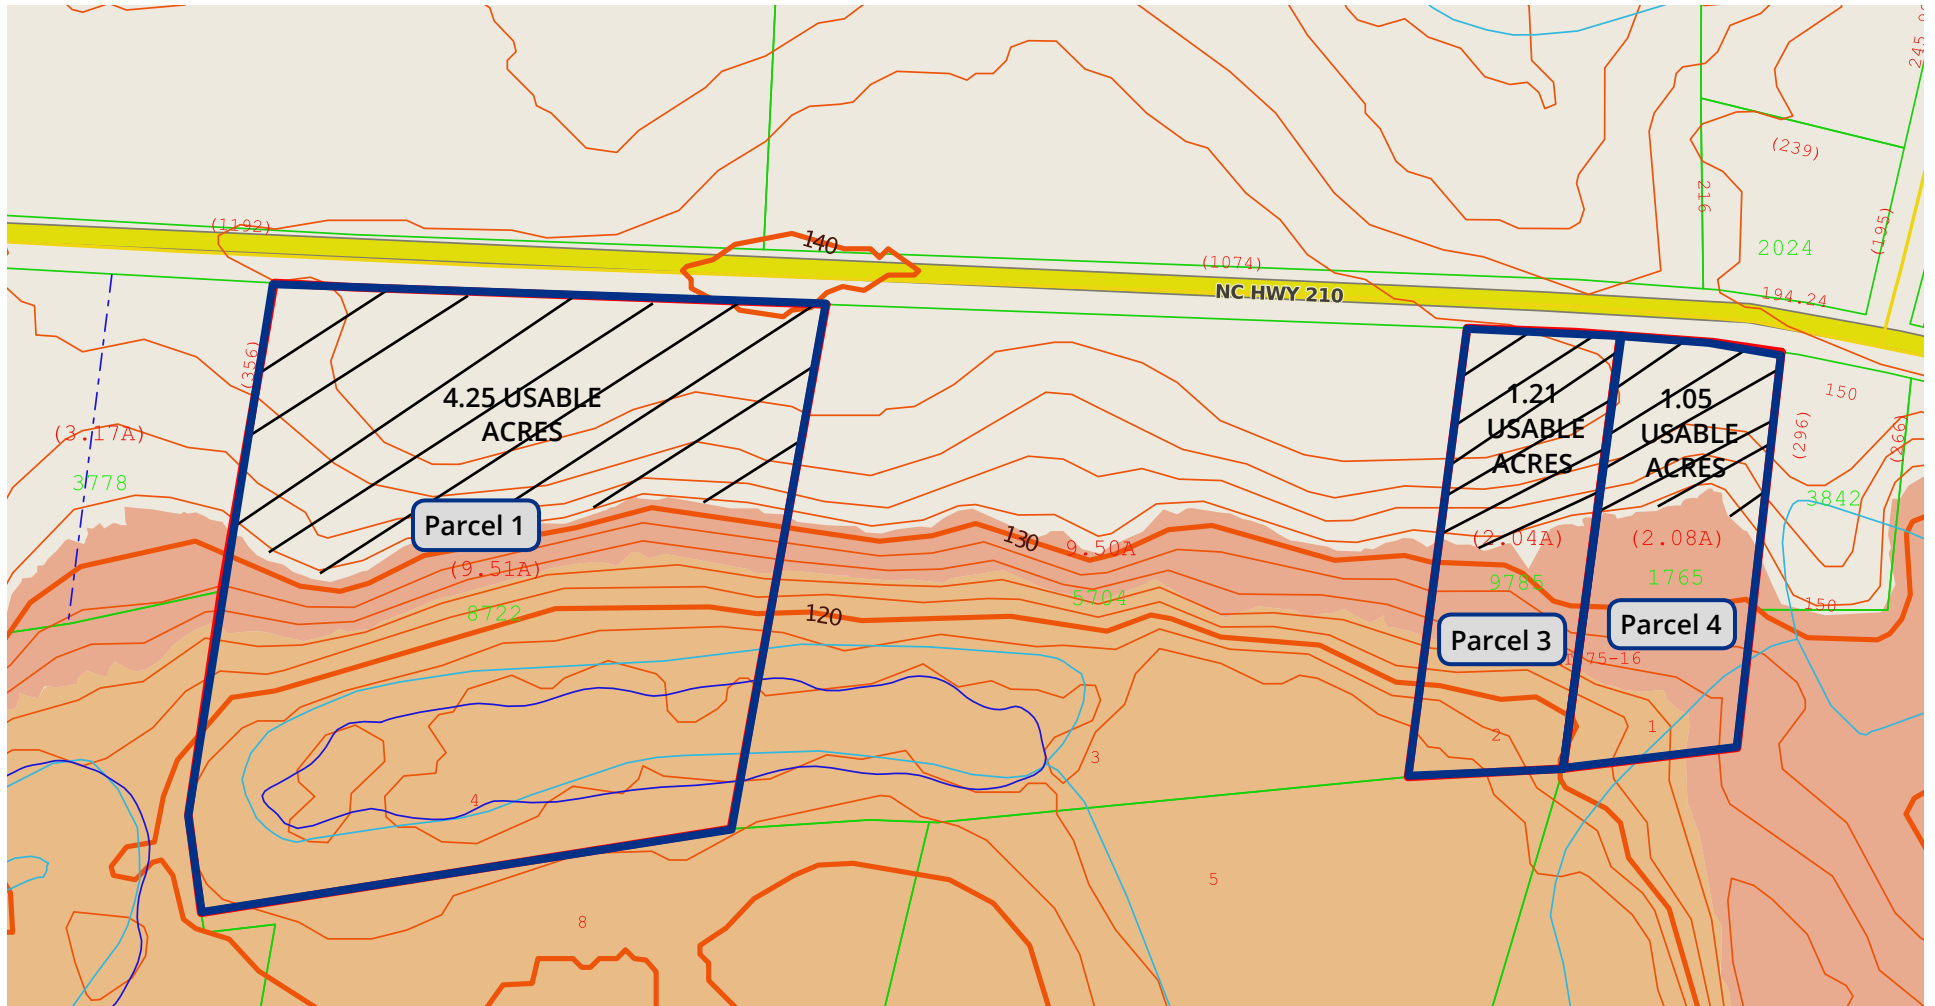 245.9
(239)
216
(195)
2024
(1192)
140
(1074)
NC HWY 210
194.24
(356)
4.25 USABLE
ACRES
1.21
USABLE
ACRES
1.05
USABLE
ACRES
150
(296)
(266)
(3.17A)
3778
3842
Parcel 1
130
9.50A
(2.04A)
(2.08A)
(9.51A)
8722
5704
9785
1765
120
150
Parcel 3
Parcel 4
75-16
2
1
3
4
5
8